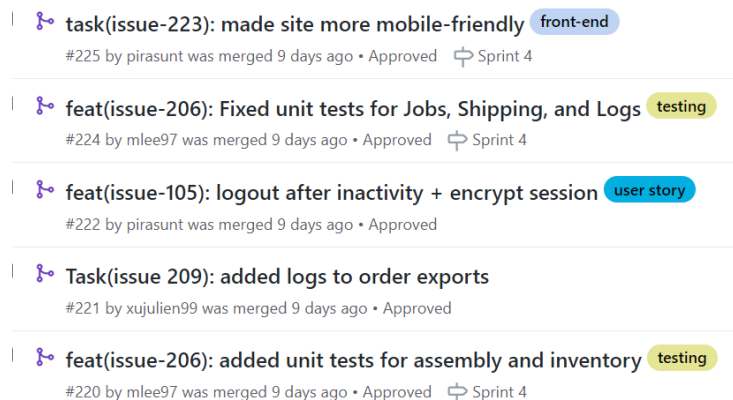 task(issue-223): made site more mobile-friendly front-end
#225 by pirasunt was merged 9 days ago • Approved Sprint 4
feat(issue-206): Fixed unit tests for Jobs, Shipping, and Logs testing
#224 by mlee97 was merged 9 days ago • Approved Sprint 4
feat(issue-105): logout after inactivity + encrypt session user story
#222 by pirasunt was merged 9 days ago • Approved
Task(issue 209): added logs to order exports
#221 by xujulien99 was merged 9 days ago • Approved
feat(issue-206): added unit tests for assembly and inventory testing
#220 by mlee97 was merged 9 days ago • Approved Sprint 4